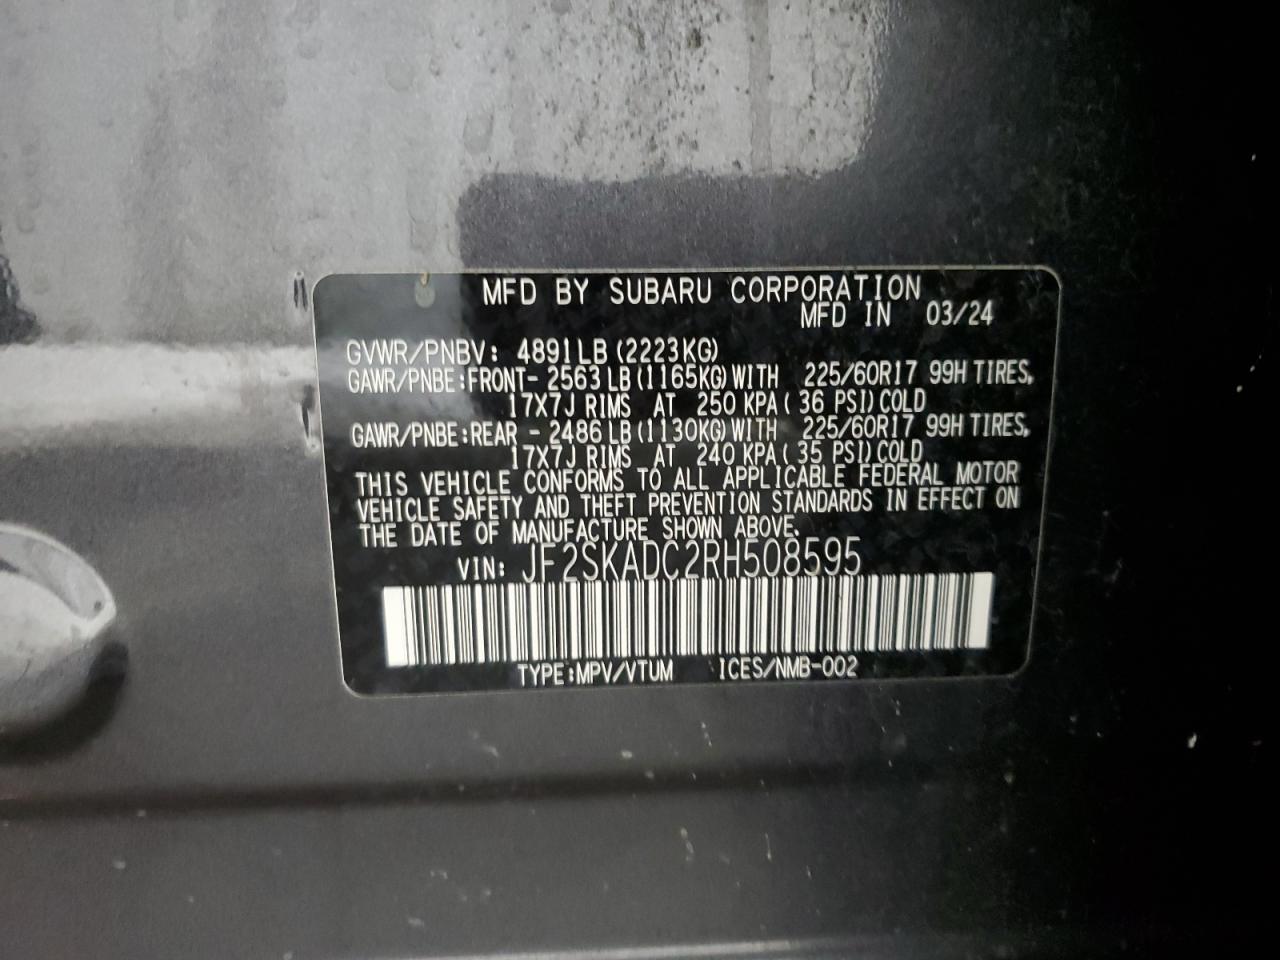 MFD BY SUBARU CORPORATION
MFD IN 03/24
GVWR/PNBV: 4891LB (2223KG)
GAWR/PNBE:FRONT- 2563 LB (1165KG) WITH 225/60R17 99H TIRES,
17X7J RIMS AT 250 KPA ( 36 PSI) COLD
GAWR/PNBE:REAR - 2486 LB (1130KG) WITH 225/60R17 99H TIRES,
17X7J RIMS AT 240 KPA ( 35 PSI) COLD
THIS VEHICLE CONFORMS TO ALL APPLICABLE FEDERAL MOTOR
VEHICLE SAFETY AND THEFT PREVENTION STANDARDS IN EFFECT ON
THE DATE OF MANUFACTURE SHOWN ABOVE.
VIN: JF2SKADC2RH508595
TYPE:MPV/VTUM ICES/NMB-002